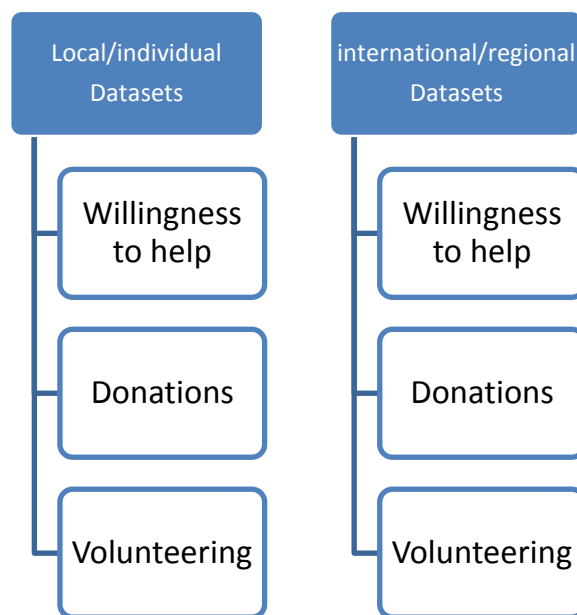 Local/individual
Datasets
Willingness
to help
Donations
Volunteering
international/regional
Datasets
Willingness
to help
Donations
Volunteering